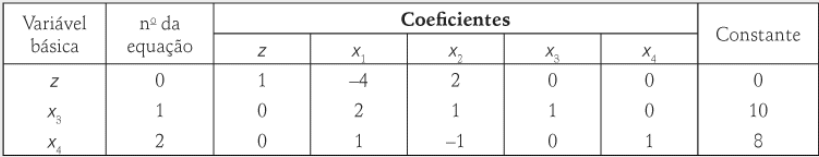 Variável básica | nº da equação | Coeficientes | Constante
z | x₁ | x₂ | x₃ | x₄
z | 0 | 1 | –4 | 2 | 0 | 0 | 0
x₃ | 1 | 0 | 2 | 1 | 1 | 0 | 10
x₄ | 2 | 0 | 1 | –1 | 0 | 1 | 8